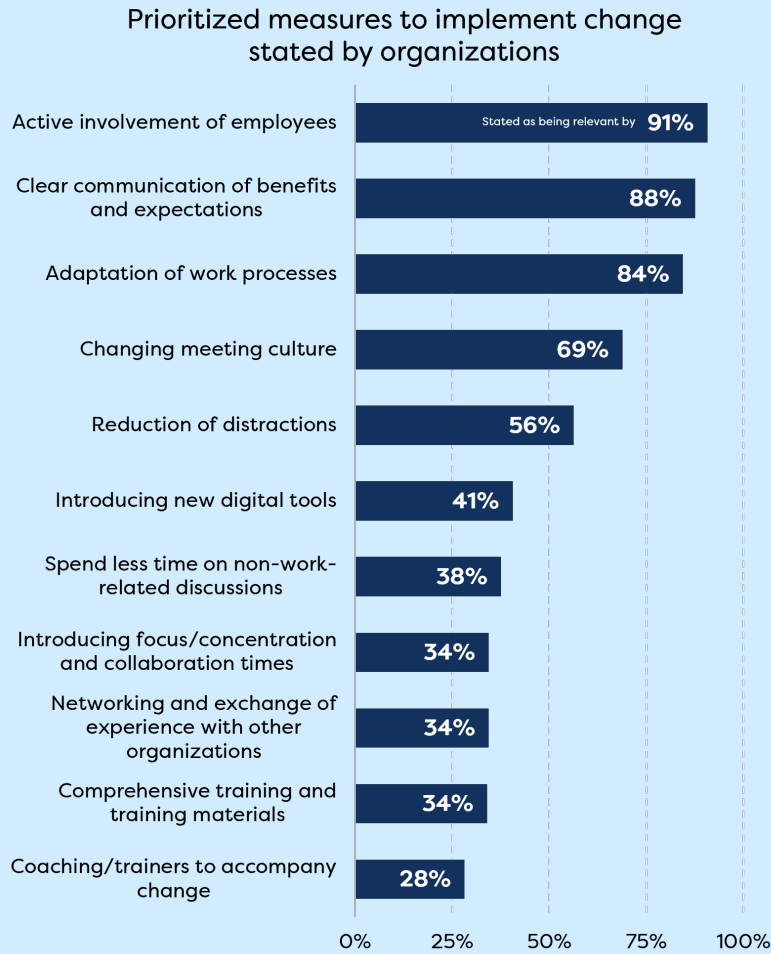 Prioritized measures to implement change
stated by organizations
Active involvement of employees
Stated as being relevant by 91%
Clear communication of benefits
and expectations
88%
Adaptation of work processes
84%
Changing meeting culture
69%
Reduction of distractions
56%
Introducing new digital tools
41%
Spend less time on non-work-
related discussions
38%
Introducing focus/concentration
and collaboration times
34%
Networking and exchange of
experience with other
organizations
34%
Comprehensive training and
training materials
34%
Coaching/trainers to accompany
change
28%
0% 25% 50% 75% 100%